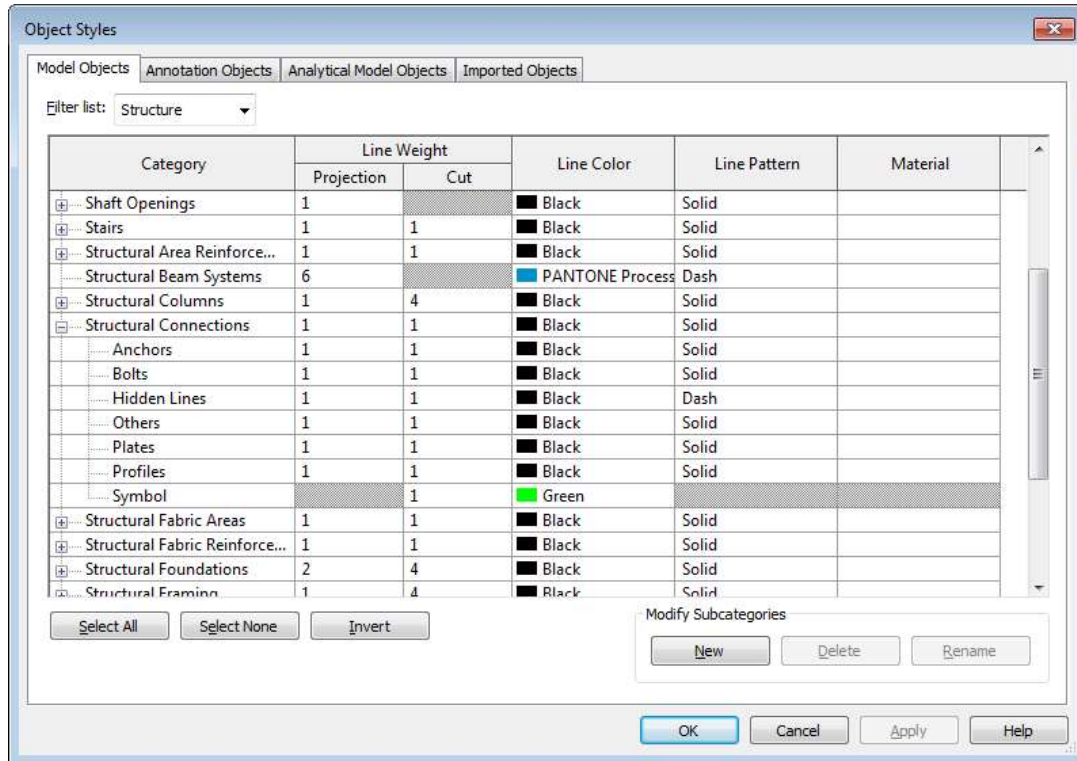 Object Styles
Model Objects Annotation Objects Analytical Model Objects Imported Objects
Filter list: Structure
Category Line Weight Line Color Line Pattern Material
Projection Cut
Shaft Openings 1 Black Solid
Stairs 1 1 Black Solid
Structural Area Reinforce... 1 1 Black Solid
Structural Beam Systems 6 PANTONE Process Dash
Structural Columns 1 4 Black Solid
Structural Connections 1 1 Black Solid
Anchors 1 1 Black Solid
Bolts 1 1 Black Solid
Hidden Lines 1 1 Black Dash
Others 1 1 Black Solid
Plates 1 1 Black Solid
Profiles 1 1 Black Solid
Symbol 1 Green
Structural Fabric Areas 1 1 Black Solid
Structural Fabric Reinforce... 1 1 Black Solid
Structural Foundations 2 4 Black Solid
Structural Framing 1 4 Black Solid
Select All Select None Invert
Modify Subcategories
New Delete Rename
OK Cancel Apply Help